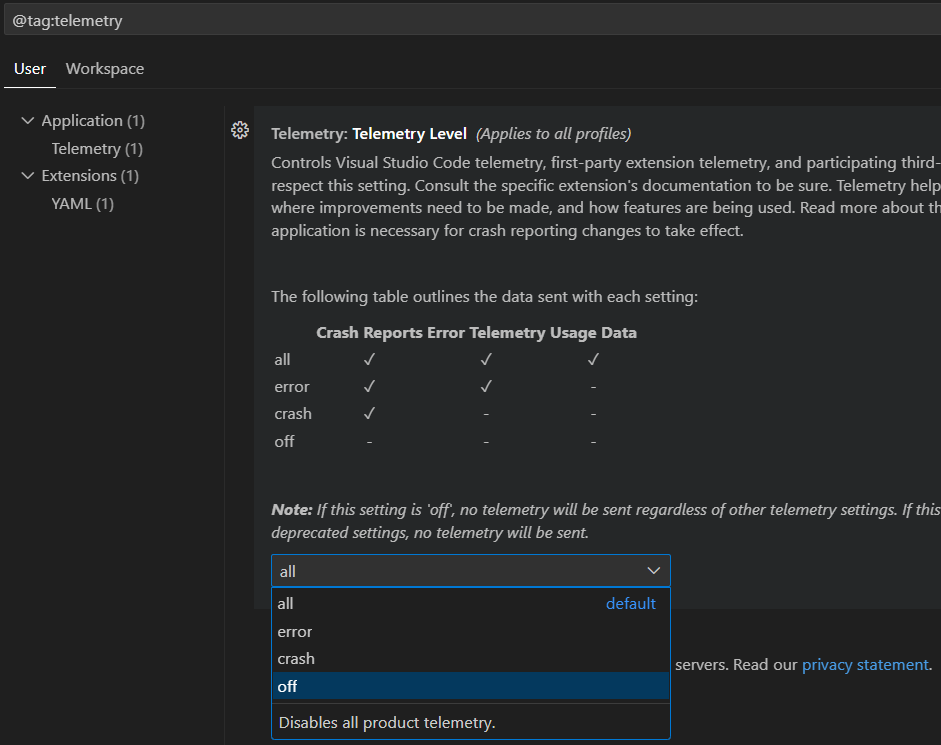 @tag:telemetry
User Workspace
Application (1)
Telemetry (1)
Extensions (1)
YAML (1)
Telemetry: Telemetry Level (Applies to all profiles)
Controls Visual Studio Code telemetry, first-party extension telemetry, and participating third-
respect this setting. Consult the specific extension's documentation to be sure. Telemetry help
where improvements need to be made, and how features are being used. Read more about th
application is necessary for crash reporting changes to take effect.
The following table outlines the data sent with each setting:
Crash Reports Error Telemetry Usage Data
all ✓ ✓ ✓
error ✓ ✓ -
crash ✓ - -
off - - -
Note: If this setting is 'off', no telemetry will be sent regardless of other telemetry settings. If this
deprecated settings, no telemetry will be sent.
all
all default
error
crash
servers. Read our privacy statement.
off
Disables all product telemetry.